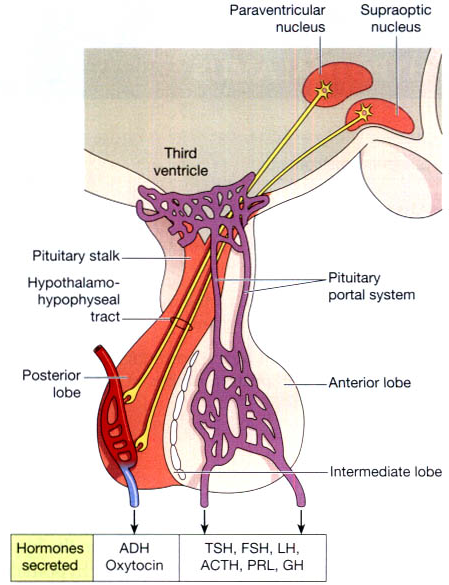 Paraventricular
nucleus
Supraoptic
nucleus
Third
ventricle
Pituitary stalk
Hypothalamo-
hypophyseal
tract
Pituitary
portal system
Posterior
lobe
Anterior lobe
Intermediate lobe
Hormones
secreted
ADH
Oxytocin
TSH, FSH, LH,
ACTH, PRL, GH